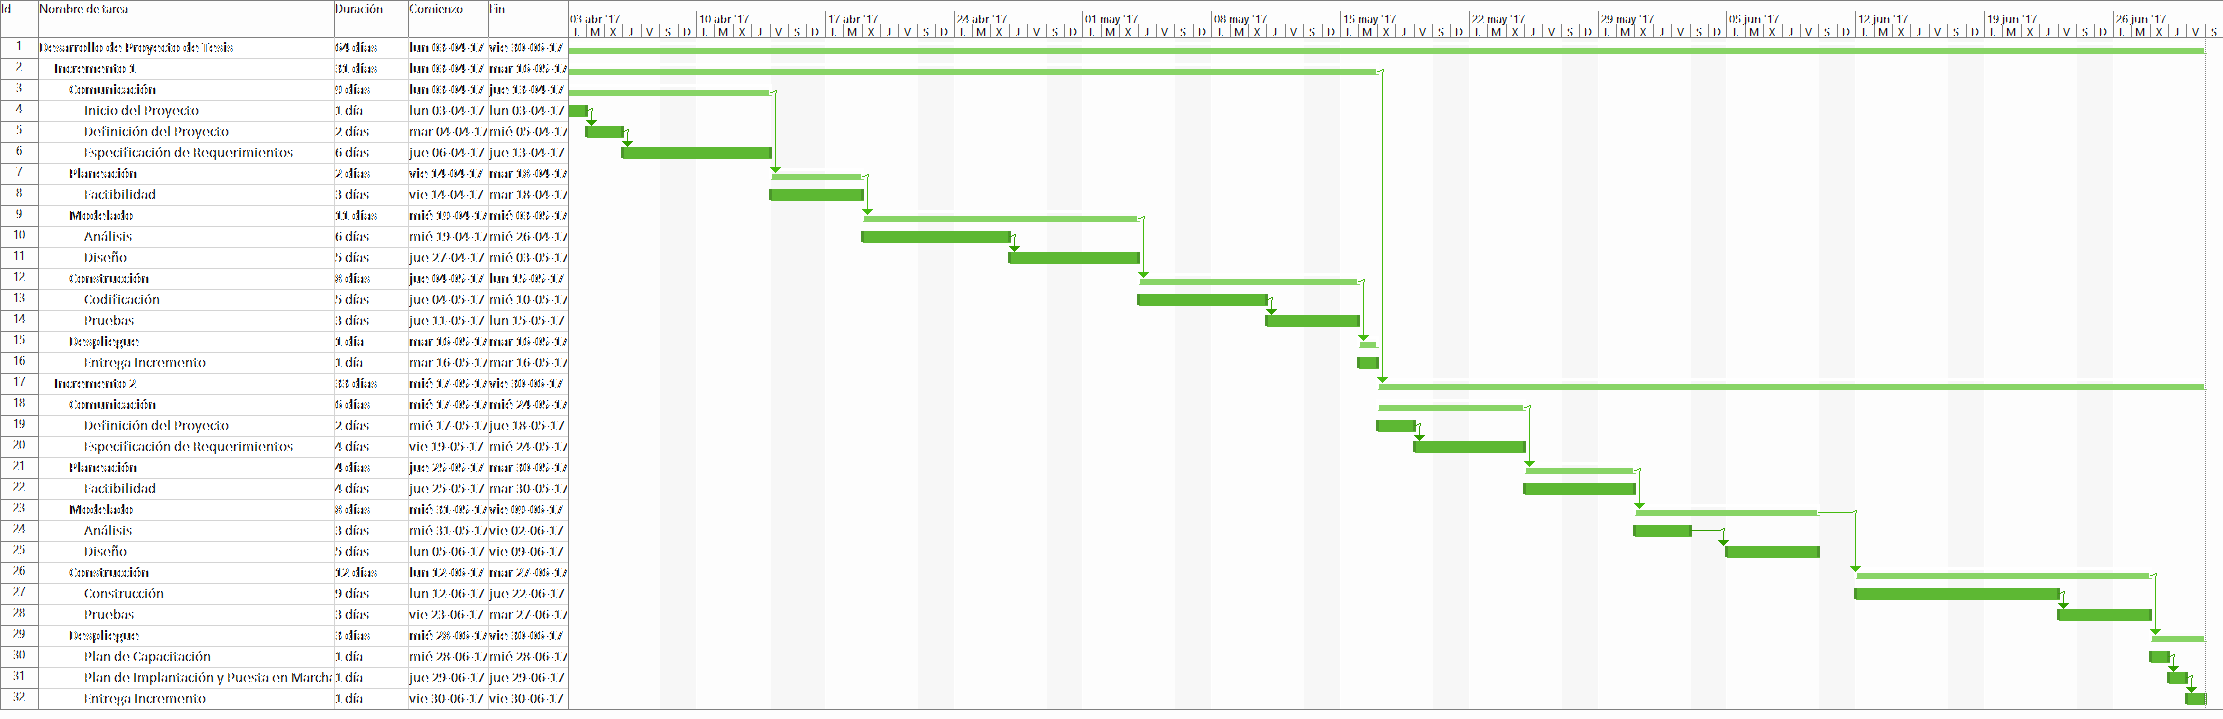 Id Nombre de tarea Duración Comienzo Fin
03 abr '17 10 abr '17 17 abr '17 24 abr '17 01 may '17 08 may '17 15 may '17 22 may '17 29 may '17 05 jun '17 12 jun '17 19 jun '17 26 jun '17
L M X J V S D L M X J V S D L M X J V S D L M X J V S D L M X J V S D L M X J V S D L M X J V S D L M X J V S D L M X J V S D L M X J V S D L M X J V S D L M X J V S D L M X J V S
1 Desarrollo de Proyecto de Tesis 64 días lun 03-04-17 vie 30-06-17
2 Incremento 1 31 días lun 03-04-17 mar 16-05-17
3 Comunicación 9 días lun 03-04-17 jue 13-04-17
4 Inicio del Proyecto 1 día lun 03-04-17 lun 03-04-17
5 Definición del Proyecto 2 días mar 04-04-17 mié 05-04-17
6 Especificación de Requerimientos 6 días jue 06-04-17 jue 13-04-17
7 Planeación 2 días vie 14-04-17 mar 18-04-17
8 Factibilidad 3 días vie 14-04-17 mar 18-04-17
9 Modelado 11 días mié 19-04-17 mié 03-05-17
10 Análisis 6 días mié 19-04-17 mié 26-04-17
11 Diseño 5 días jue 27-04-17 mié 03-05-17
12 Construcción 8 días jue 04-05-17 lun 15-05-17
13 Codificación 5 días jue 04-05-17 mié 10-05-17
14 Pruebas 3 días jue 11-05-17 lun 15-05-17
15 Despliegue 1 día mar 16-05-17 mar 16-05-17
16 Entrega Incremento 1 día mar 16-05-17 mar 16-05-17
17 Incremento 2 33 días mié 17-05-17 vie 30-06-17
18 Comunicación 6 días mié 17-05-17 mié 24-05-17
19 Definición del Proyecto 2 días mié 17-05-17 jue 18-05-17
20 Especificación de Requerimientos 4 días vie 19-05-17 mié 24-05-17
21 Planeación 4 días jue 25-05-17 mar 30-05-17
22 Factibilidad 4 días jue 25-05-17 mar 30-05-17
23 Modelado 8 días mié 31-05-17 vie 09-06-17
24 Análisis 3 días mié 31-05-17 vie 02-06-17
25 Diseño 5 días lun 05-06-17 vie 09-06-17
26 Construcción 12 días lun 12-06-17 mar 27-06-17
27 Construcción 9 días lun 12-06-17 jue 22-06-17
28 Pruebas 3 días vie 23-06-17 mar 27-06-17
29 Despliegue 3 días mié 28-06-17 vie 30-06-17
30 Plan de Capacitación 1 día mié 28-06-17 mié 28-06-17
31 Plan de Implantación y Puesta en Marcha 1 día jue 29-06-17 jue 29-06-17
32 Entrega Incremento 1 día vie 30-06-17 vie 30-06-17